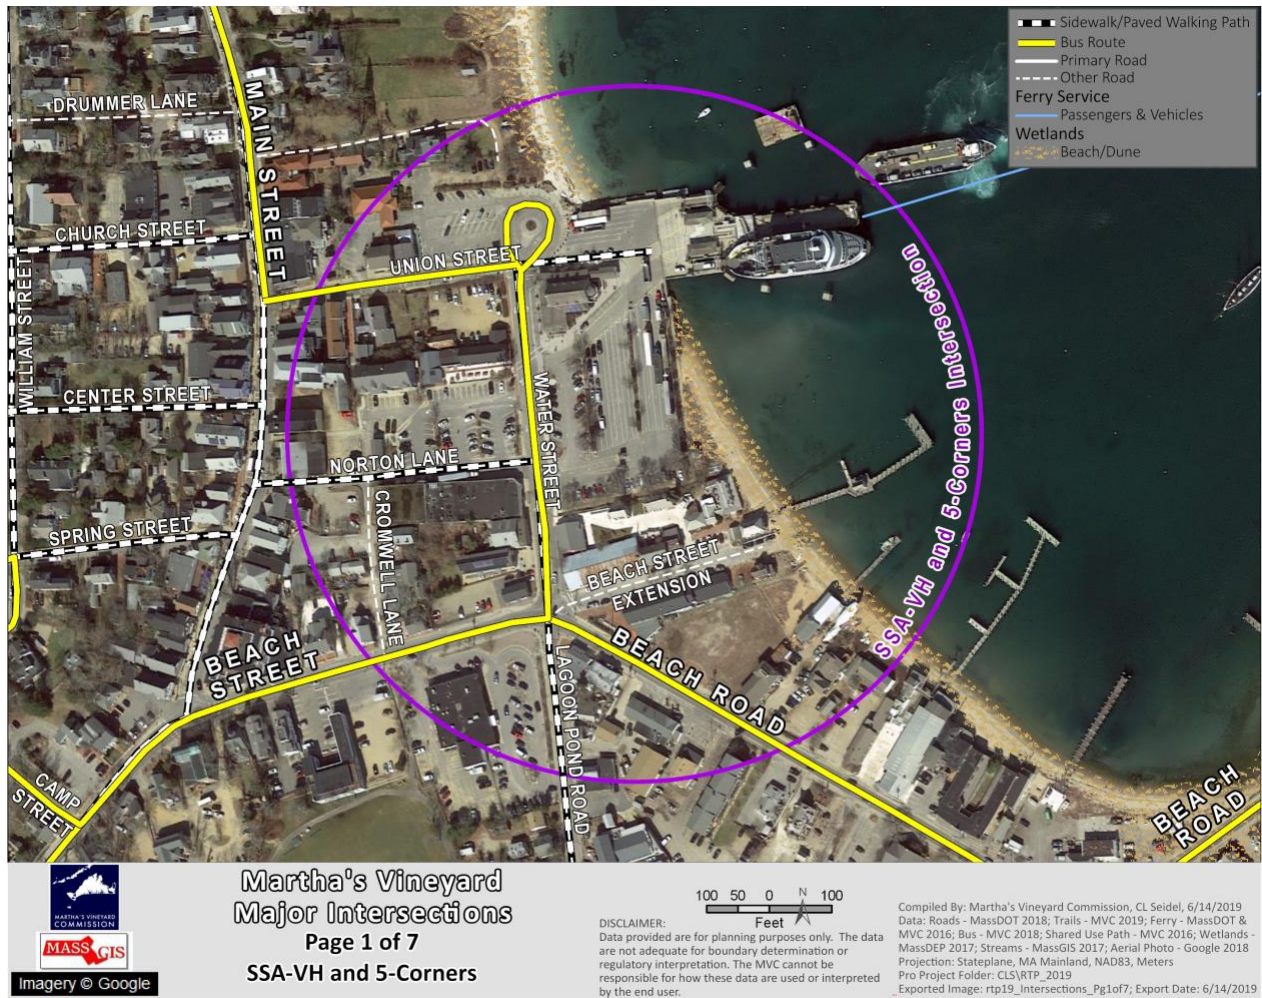 Sidewalk/Paved Walking Path
Bus Route
Primary Road
Other Road
Ferry Service
Passengers & Vehicles
Wetlands
Beach/Dune
DRUMMER LANE
MAIN STREET
CHURCH STREET
UNION STREET
WILLIAM STREET
CENTER STREET
WATER STREET
NORTON LANE
SPRING STREET
CROMWELL LANE
BEACH STREET
EXTENSION
SSA-VH and 5-Corners Intersection
BEACH
STREET
BEACH ROAD
LAGOON POND ROAD
CAMP
STREET
BEACH
ROAD
MARTHA'S VINEYARD
COMMISSION
MASSGIS
Imagery © Google
Martha's Vineyard
Major Intersections
Page 1 of 7
SSA-VH and 5-Corners
100 50 0 N 100
Feet
DISCLAIMER:
Data provided are for planning purposes only. The data
are not adequate for boundary determination or
regulatory interpretation. The MVC cannot be
responsible for how these data are used or interpreted
by the end user.
Compiled By: Martha's Vineyard Commission, CL Seidel, 6/14/2019
Data: Roads - MassDOT 2018; Trails - MVC 2019; Ferry - MassDOT &
MVC 2016; Bus - MVC 2018; Shared Use Path - MVC 2016; Wetlands -
MassDEP 2017; Streams - MassGIS 2017; Aerial Photo - Google 2018
Projection: Stateplane, MA Mainland, NAD83, Meters
Pro Project Folder: CLS\RTP_2019
Exported Image: rtp19_Intersections_Pg1of7; Export Date: 6/14/2019